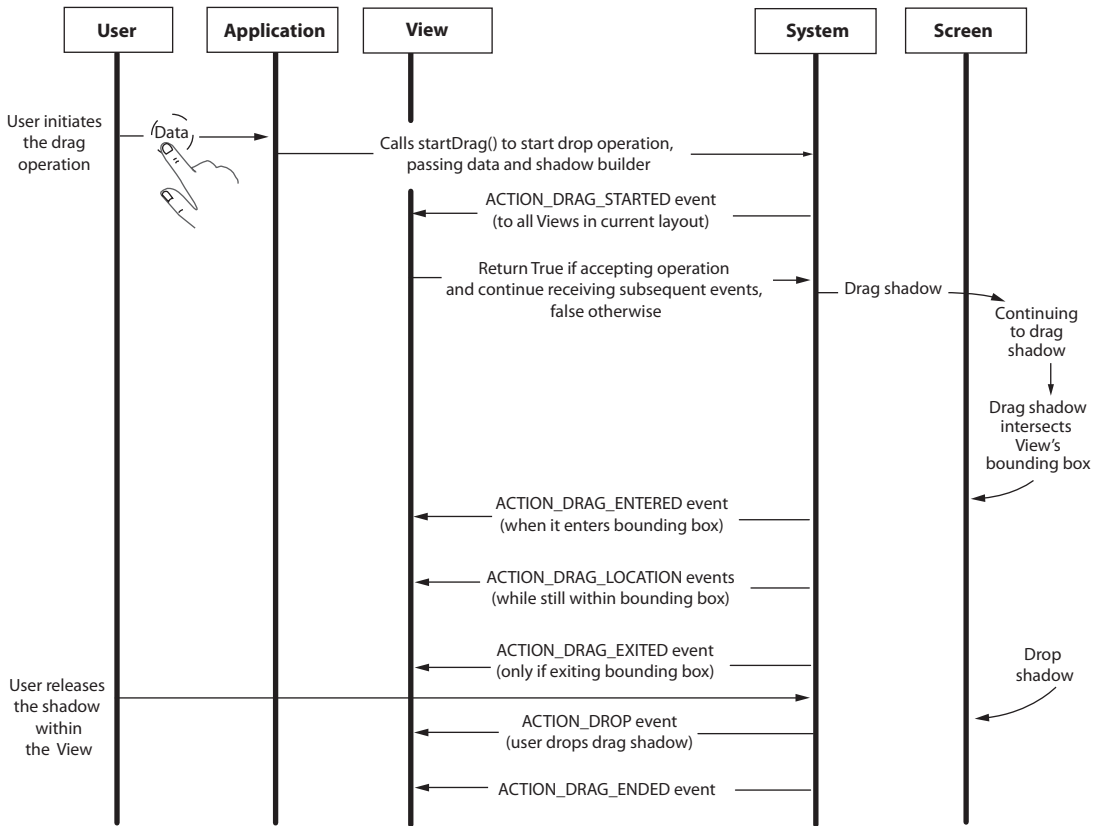 User
Application
View
System
Screen
User initiates
the drag
operation
Data
Calls startDrag() to start drop operation,
passing data and shadow builder
ACTION_DRAG_STARTED event
(to all Views in current layout)
Return True if accepting operation
and continue receiving subsequent events,
false otherwise
Drag shadow
Continuing
to drag
shadow
Drag shadow
intersects
View's
bounding box
ACTION_DRAG_ENTERED event
(when it enters bounding box)
ACTION_DRAG_LOCATION events
(while still within bounding box)
ACTION_DRAG_EXITED event
(only if exiting bounding box)
Drop
shadow
User releases
the shadow
within
the View
ACTION_DROP event
(user drops drag shadow)
ACTION_DRAG_ENDED event